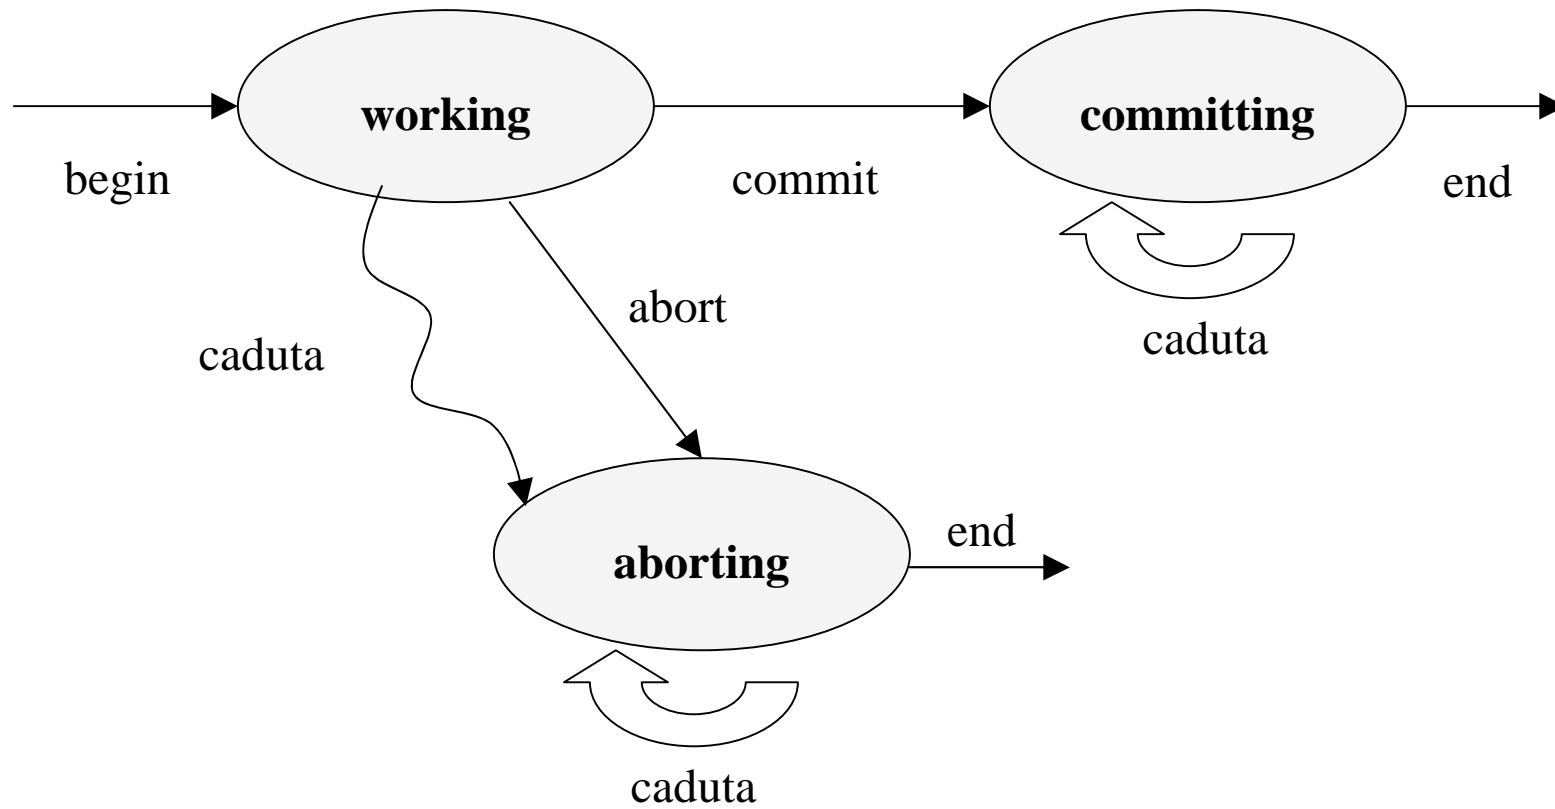 working
committing
begin
commit
end
abort
caduta
caduta
end
aborting
caduta